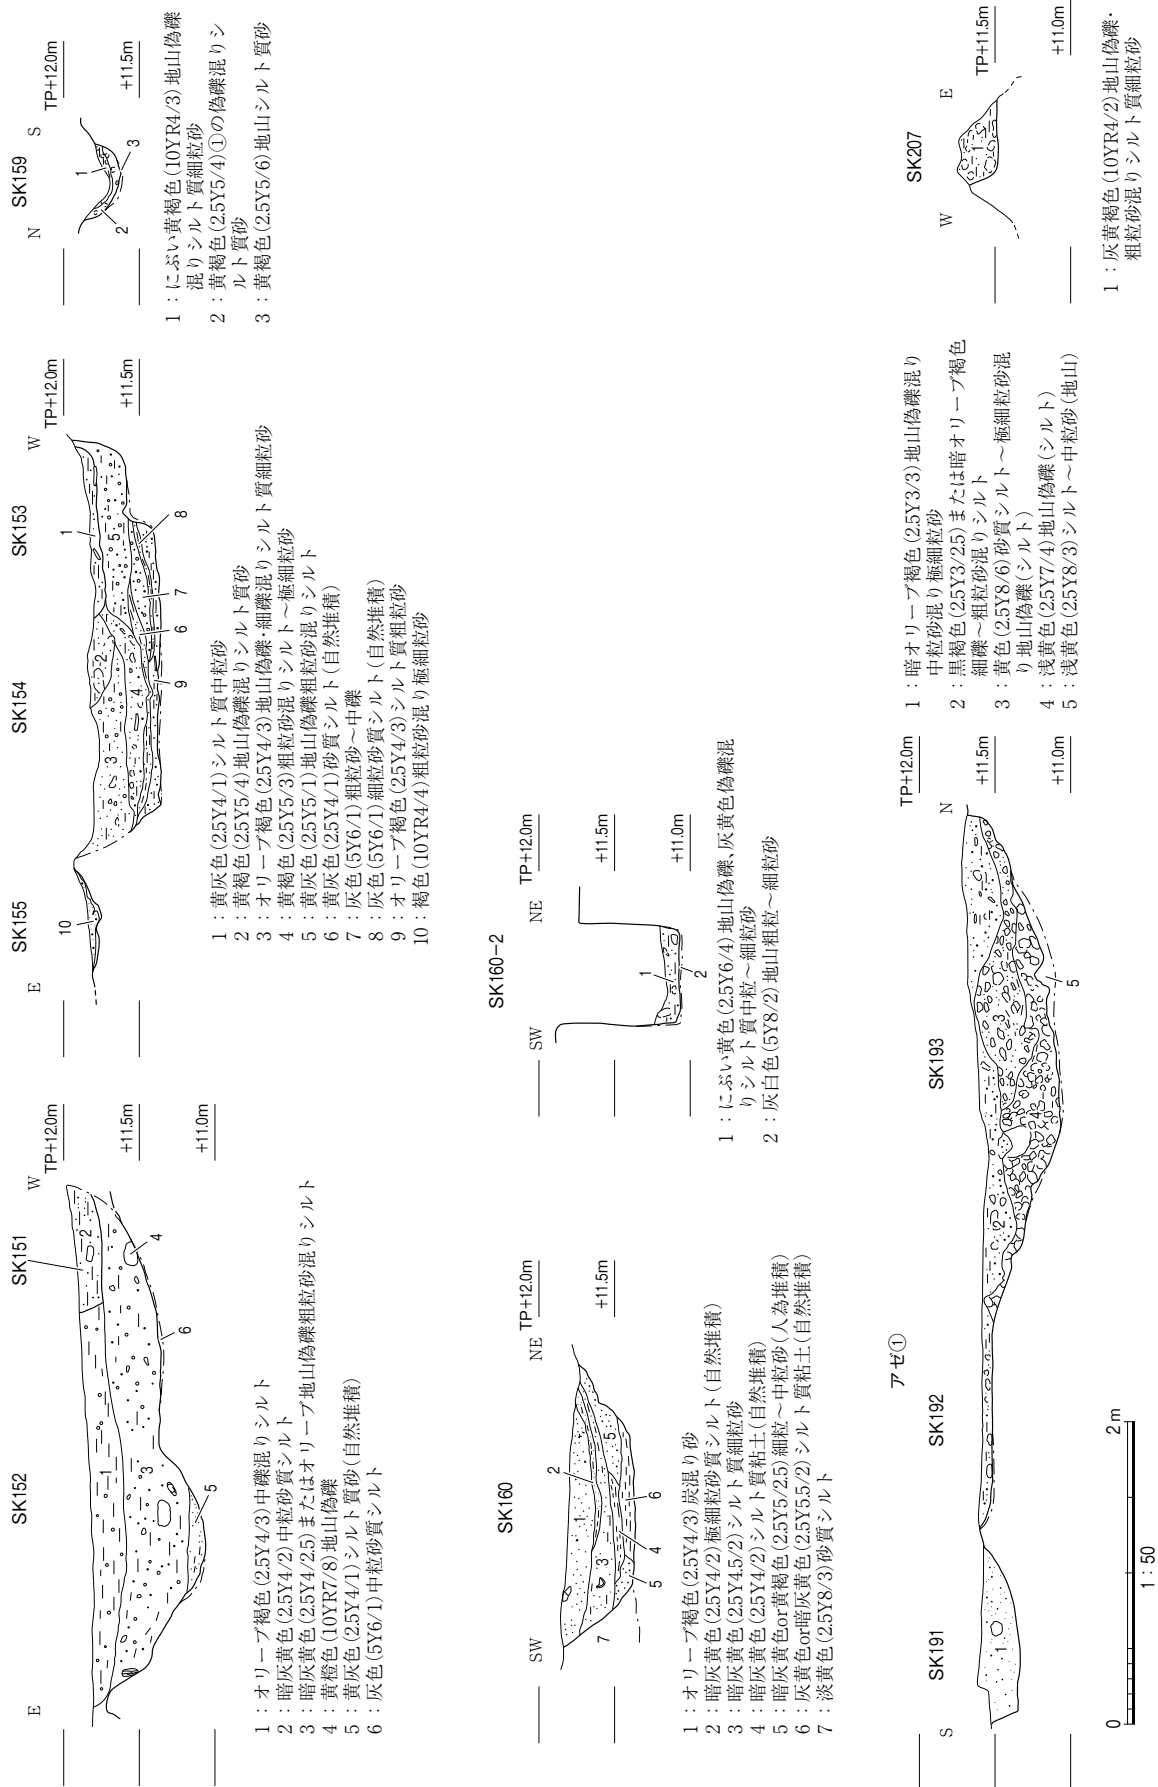 SK152
SK151
E
W
TP+12.0m
+11.5m
+11.0m
1
2
3
4
5
6
1：オリーブ褐色(2.5Y4/3)中礫混りシルト
2：暗灰黄色(2.5Y4/2)中粒砂質シルト
3：暗灰黄色(2.5Y4/2.5)またはオリーブ地山偽礫粗粒砂混りシルト
4：黄橙色(10YR7/8)地山偽礫
5：黄灰色(2.5Y4/1)シルト質砂(自然堆積)
6：灰色(5Y6/1)中粒砂質シルト
SK155
SK154
SK153
E
W
TP+12.0m
+11.5m
10
3
2
4
1
5
9
6
7
8
1：黄灰色(2.5Y4/1)シルト質中粒砂
2：黄褐色(2.5Y5/4)地山偽礫混りシルト質砂
3：オリーブ褐色(2.5Y4/3)地山偽礫・細礫混りシルト質細粒砂
4：黄褐色(2.5Y5/3)粗粒砂混りシルト～極細粒砂
5：黄灰色(2.5Y5/1)地山偽礫粗粒砂混りシルト
6：黄灰色(2.5Y4/1)砂質シルト(自然堆積)
7：灰色(5Y6/1)粗粒砂～中礫
8：灰色(5Y6/1)細粒砂質シルト(自然堆積)
9：オリーブ褐色(2.5Y4/3)シルト質粗粒砂
10：褐色(10YR4/4)粗粒砂混り極細粒砂
SK159
N
S
TP+12.0m
+11.5m
1
2
3
1：にぶい黄褐色(10YR4/3)地山偽礫
混りシルト質細粒砂
2：黄褐色(2.5Y5/4)①の偽礫混りシ
ルト質砂
3：黄褐色(2.5Y5/6)地山シルト質砂
SK160
SW
NE
TP+12.0m
+11.5m
1
2
3
5
7
5
4
6
1：オリーブ褐色(2.5Y4/3)炭混り砂
2：暗灰黄色(2.5Y4/2)極細粒砂質シルト(自然堆積)
3：暗灰黄色(2.5Y4.5/2)シルト質細粒砂
4：暗灰黄色(2.5Y4/2)シルト質粘土(自然堆積)
5：暗灰黄色or黄褐色(2.5Y5/2.5)細粒～中粒砂(人為堆積)
6：灰黄色or暗灰黄色(2.5Y5.5/2)シルト質粘土(自然堆積)
7：淡黄色(2.5Y8/3)砂質シルト
SK160-2
SW
NE
TP+12.0m
+11.5m
+11.0m
1
2
1：にぶい黄色(2.5Y6/4)地山偽礫、灰黄色偽礫混
りシルト質中粒～細粒砂
2：灰白色(5Y8/2)地山粗粒～細粒砂
アゼ①
SK191
SK192
SK193
S
N
TP+12.0m
+11.5m
+11.0m
1
2
3
4
5
1：暗オリーブ褐色(2.5Y3/3)地山偽礫混り
中粒砂混り極細粒砂
2：黒褐色(2.5Y3/2.5)または暗オリーブ褐色
細礫～粗粒砂混りシルト
3：黄色(2.5Y8/6)砂質シルト～極細粒砂混
り地山偽礫(シルト)
4：浅黄色(2.5Y7/4)地山偽礫(シルト)
5：浅黄色(2.5Y8/3)シルト～中粒砂(地山)
SK207
W
E
TP+11.5m
+11.0m
1
1：灰黄褐色(10YR4/2)地山偽礫・
粗粒砂混りシルト質細粒砂
0
2m
1：50